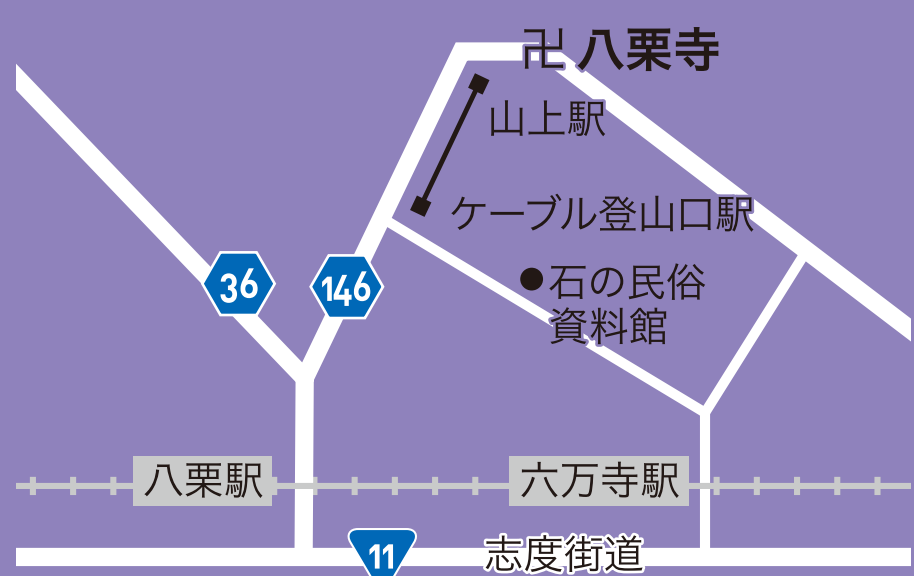 卍 八栗寺
山上駅
ケーブル登山口駅
36
146
石の民俗
資料館
八栗駅
六万寺駅
11
志度街道